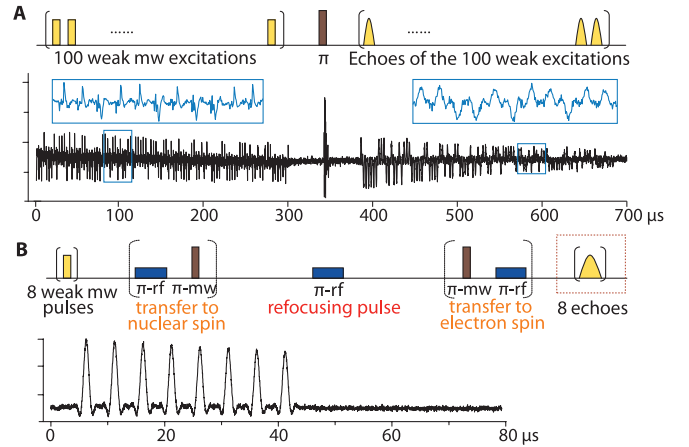 A
......
......
100 weak mw excitations
π
Echoes of the 100 weak excitations
0
100
200
300
400
500
600
700 μs
B
8 weak mw
pulses
π-rf
π-mw
transfer to
nuclear spin
π-rf
refocusing pulse
π-mw
π-rf
transfer to
electron spin
8 echoes
0
20
40
60
80
μs